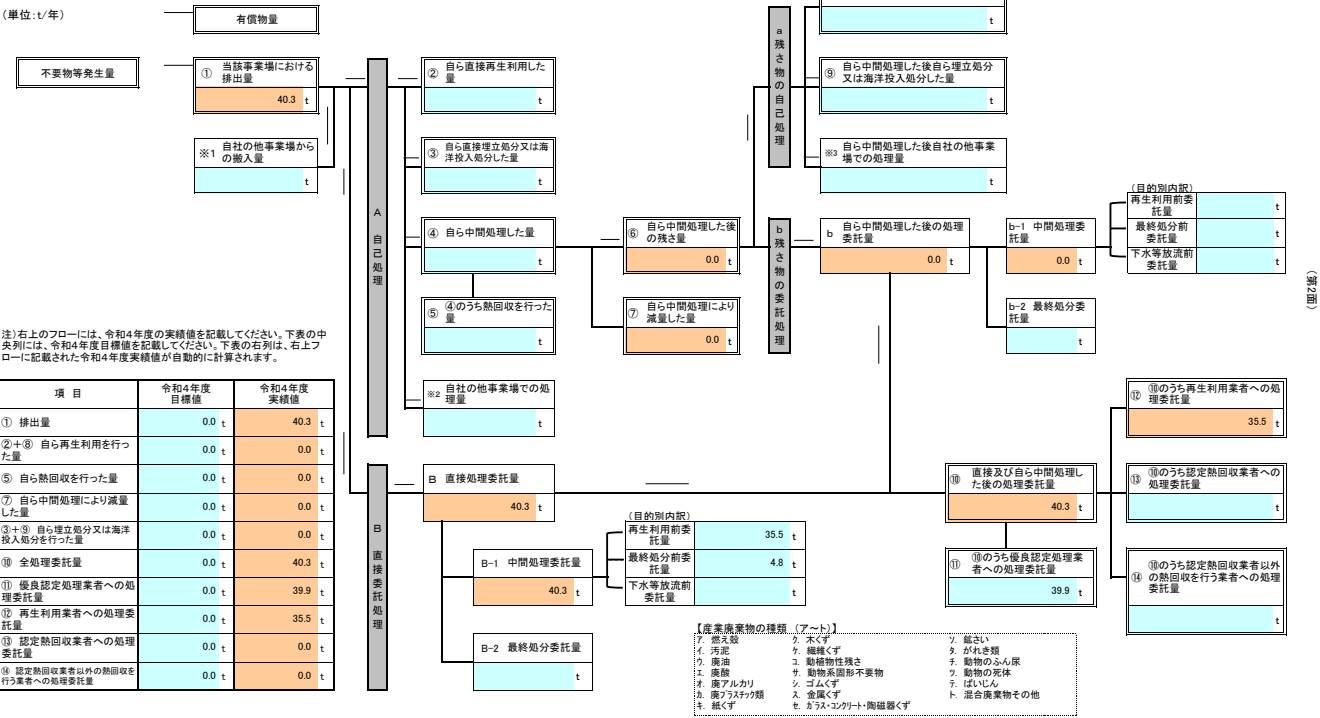 (単位:t/年)
有償物量
不要物等発生量
① 当該事業場における
排出量
40.3 t
※1 自社の他事業場から
の搬入量
t
A 自己処理
② 自ら直接再生利用した
量
t
③ 自ら直接埋立処分又は海
洋投入処分した量
t
④ 自ら中間処理した量
t
⑤ ④のうち熱回収を行った
量
t
※2 自社の他事業場での処
理量
t
⑥ 自ら中間処理した後
の残さ量
0.0 t
⑦ 自ら中間処理により
減量した量
0.0 t
a 残さ物の自己処理
t
⑨ 自ら中間処理した後自ら埋立処分
又は海洋投入処分した量
t
※3 自ら中間処理した後自社の他事業
場での処理量
t
b 残さ物の委託処理
b 自ら中間処理した後の処理
委託量
0.0 t
b-1 中間処理委
託量
0.0 t
(目的別内訳)
再生利用前委
託量 t
最終処分前
委託量 t
下水等放流前
委託量 t
b-2 最終処分委
託量
t
(第2面)
注)右上のフローには、令和4年度の実績値を記載してください。下表の中
央列には、令和4年度目標値を記載してください。下表の右列は、右上フ
ローに記載された令和4年度実績値が自動的に計算されます。
項 目 令和4年度
目標値 令和4年度
実績値
① 排出量 0.0 t 40.3 t
②+⑧ 自ら再生利用を行っ
た量 0.0 t 0.0 t
⑤ 自ら熱回収を行った量 0.0 t 0.0 t
⑦ 自ら中間処理により減量
した量 0.0 t 0.0 t
③+⑨ 自ら埋立処分又は海洋
投入処分を行った量 0.0 t 0.0 t
⑩ 全処理委託量 0.0 t 40.3 t
⑪ 優良認定処理業者への処
理委託量 0.0 t 39.9 t
⑫ 再生利用業者への処理委
託量 0.0 t 35.5 t
⑬ 認定熱回収業者への処理
委託量 0.0 t 0.0 t
⑭ 認定熱回収業者以外の熱回収を
行う業者への処理委託量 0.0 t 0.0 t
B 直接委託処理
B 直接処理委託量
40.3 t
B-1 中間処理委託量
40.3 t
(目的別内訳)
再生利用前委
託量 35.5 t
最終処分前委
託量 4.8 t
下水等放流前
委託量
B-2 最終処分委託量
t
⑩ 直接及び自ら中間処理し
た後の処理委託量
40.3 t
⑪ ⑩のうち優良認定処理業
者への処理委託量
39.9 t
⑫ ⑩のうち再生利用業者への処
理委託量
35.5 t
⑬ ⑩のうち認定熱回収業者への
処理委託量
t
⑭ ⑩のうち認定熱回収業者以外
の熱回収を行う業者への処理
委託量
t
【産業廃棄物の種類 (ア~ト)】
ア. 燃え殻 ケ. 木くず ソ. 鉱さい
イ. 汚泥 ケ. 繊維くず タ. がれき類
ウ. 廃油 コ. 動植物性残さ チ. 動物のふん尿
エ. 廃酸 サ. 動物系固形不要物 ツ. 動物の死体
オ. 廃アルカリ シ. ゴムくず テ. ばいじん
カ. 廃プラスチック類 ス. 金属くず ト. 混合廃棄物その他
キ. 紙くず セ. ガラス・コンクリート・陶磁器くず